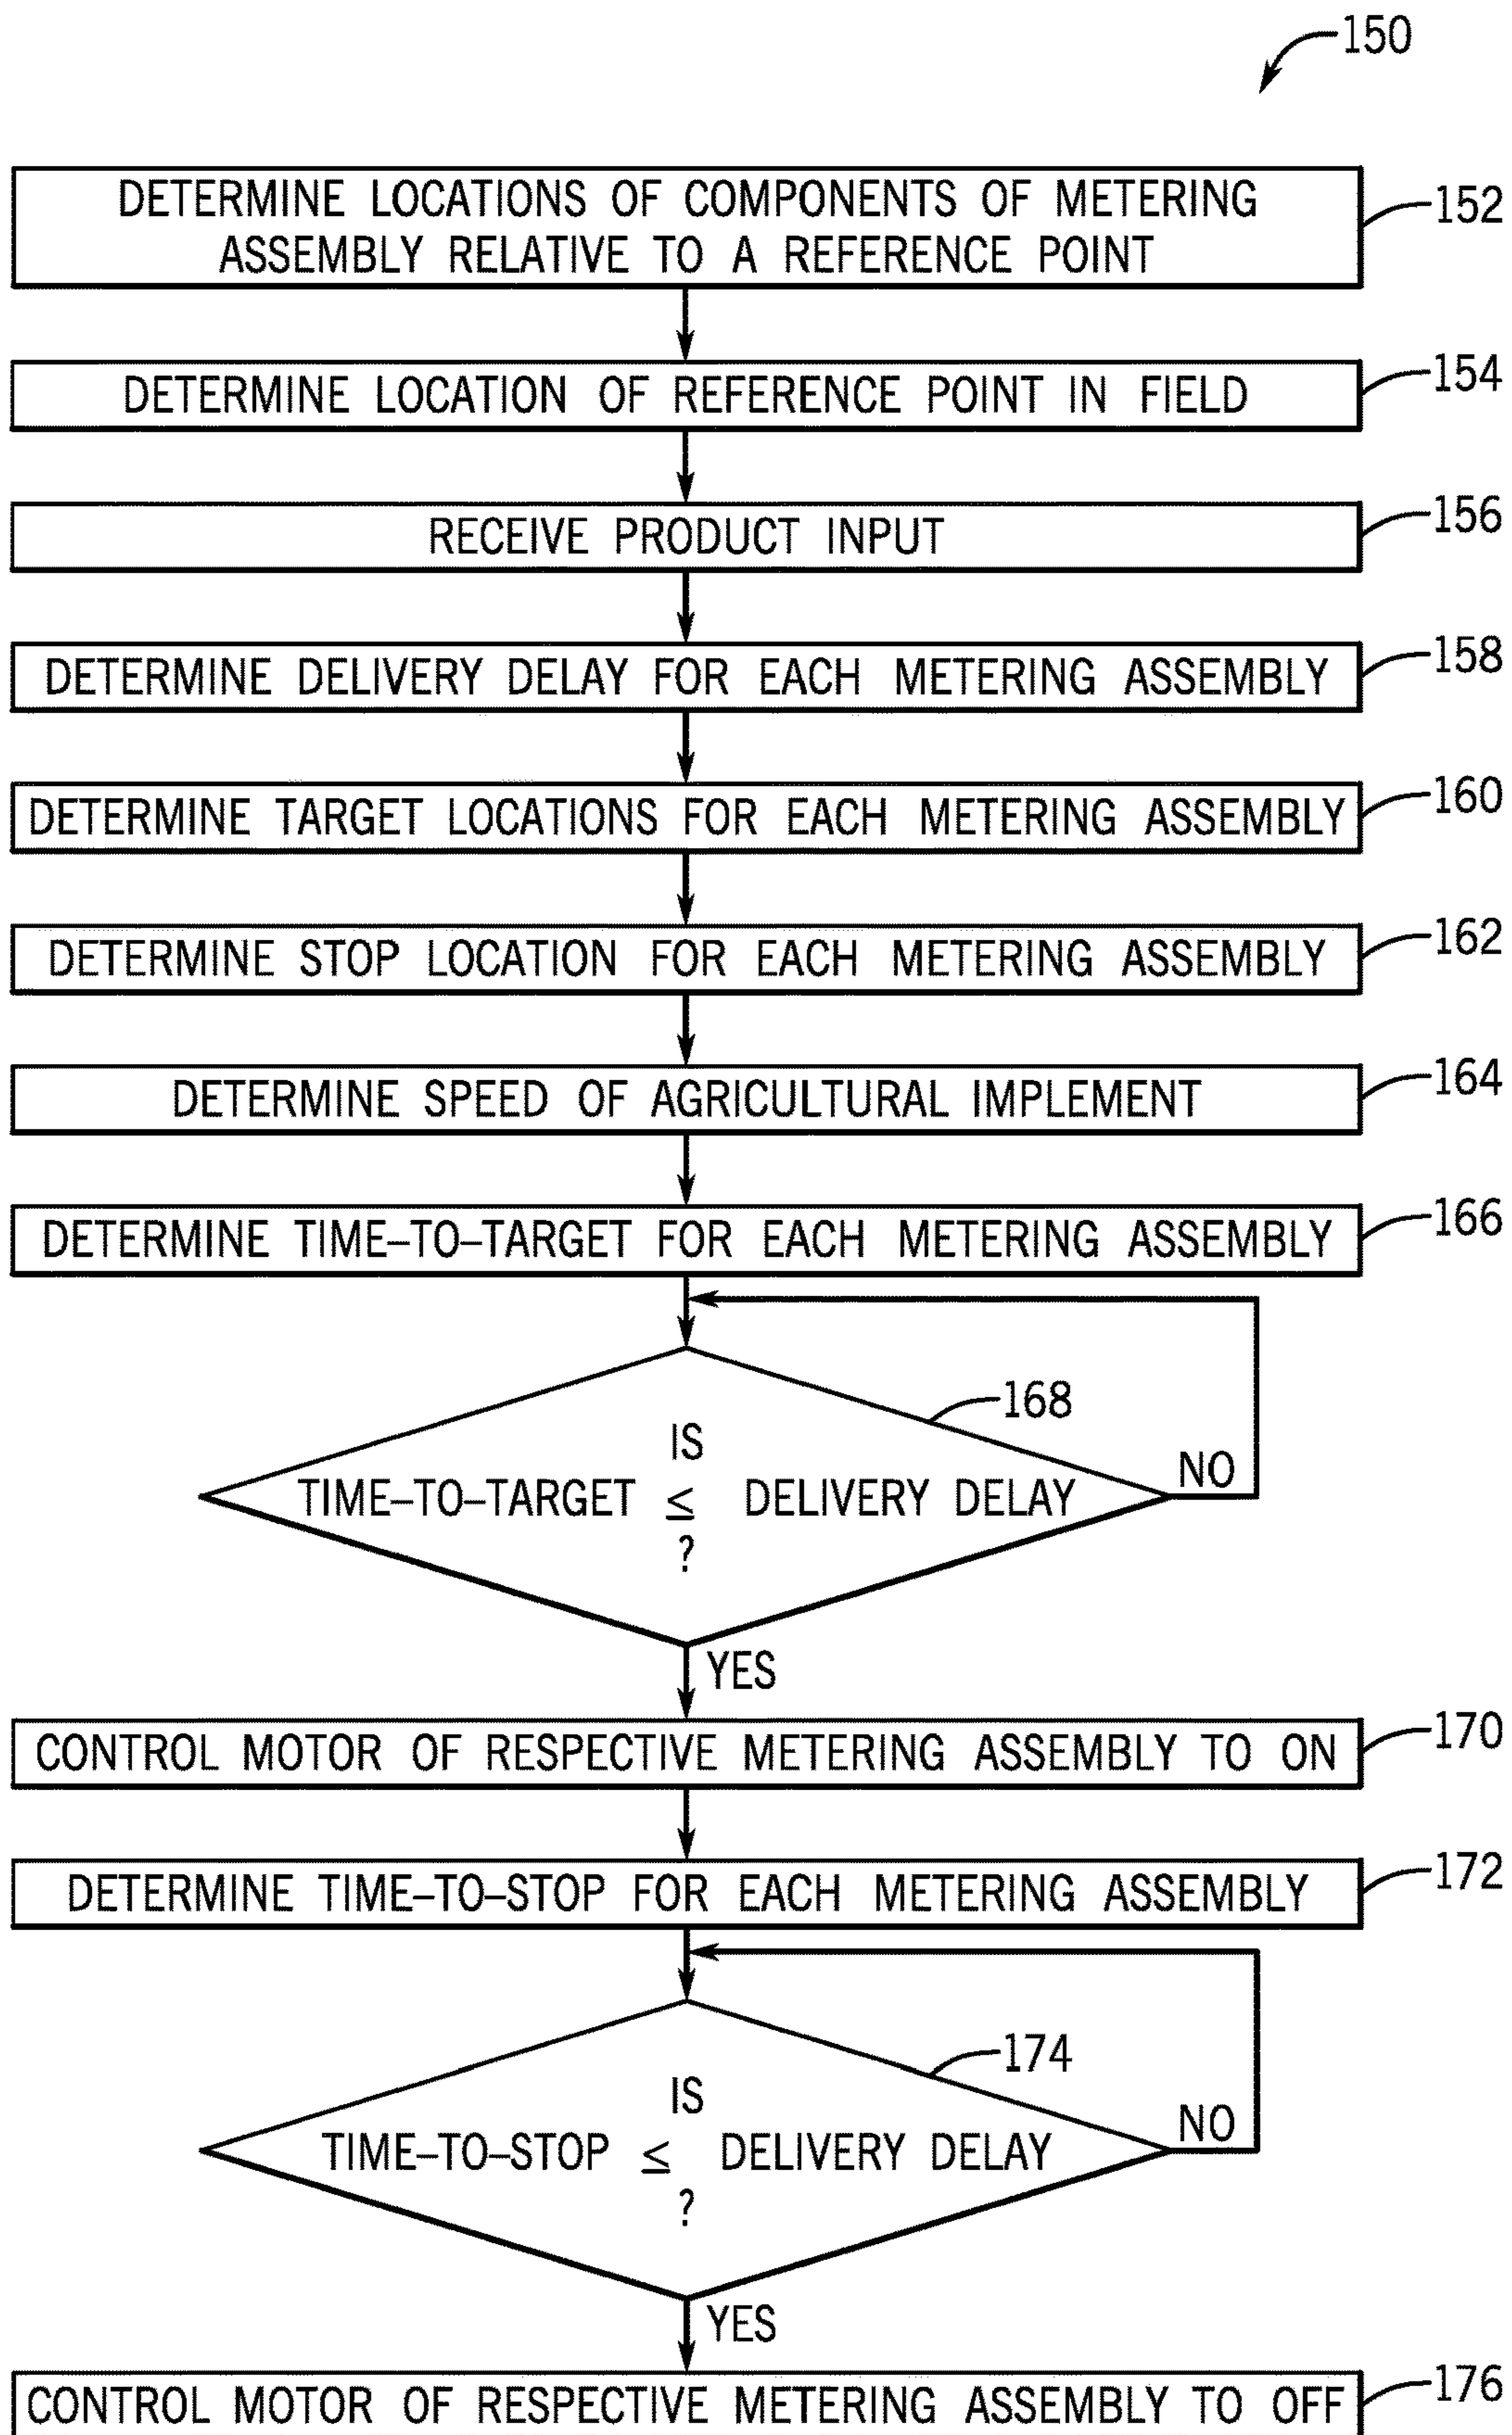 150
DETERMINE LOCATIONS OF COMPONENTS OF METERING
ASSEMBLY RELATIVE TO A REFERENCE POINT
152
DETERMINE LOCATION OF REFERENCE POINT IN FIELD
154
RECEIVE PRODUCT INPUT
156
DETERMINE DELIVERY DELAY FOR EACH METERING ASSEMBLY
158
DETERMINE TARGET LOCATIONS FOR EACH METERING ASSEMBLY
160
DETERMINE STOP LOCATION FOR EACH METERING ASSEMBLY
162
DETERMINE SPEED OF AGRICULTURAL IMPLEMENT
164
DETERMINE TIME–TO–TARGET FOR EACH METERING ASSEMBLY
166
168
IS
TIME–TO–TARGET ≤ DELIVERY DELAY
?
NO
YES
CONTROL MOTOR OF RESPECTIVE METERING ASSEMBLY TO ON
170
DETERMINE TIME–TO–STOP FOR EACH METERING ASSEMBLY
172
174
IS
TIME–TO–STOP ≤ DELIVERY DELAY
?
NO
YES
CONTROL MOTOR OF RESPECTIVE METERING ASSEMBLY TO OFF
176